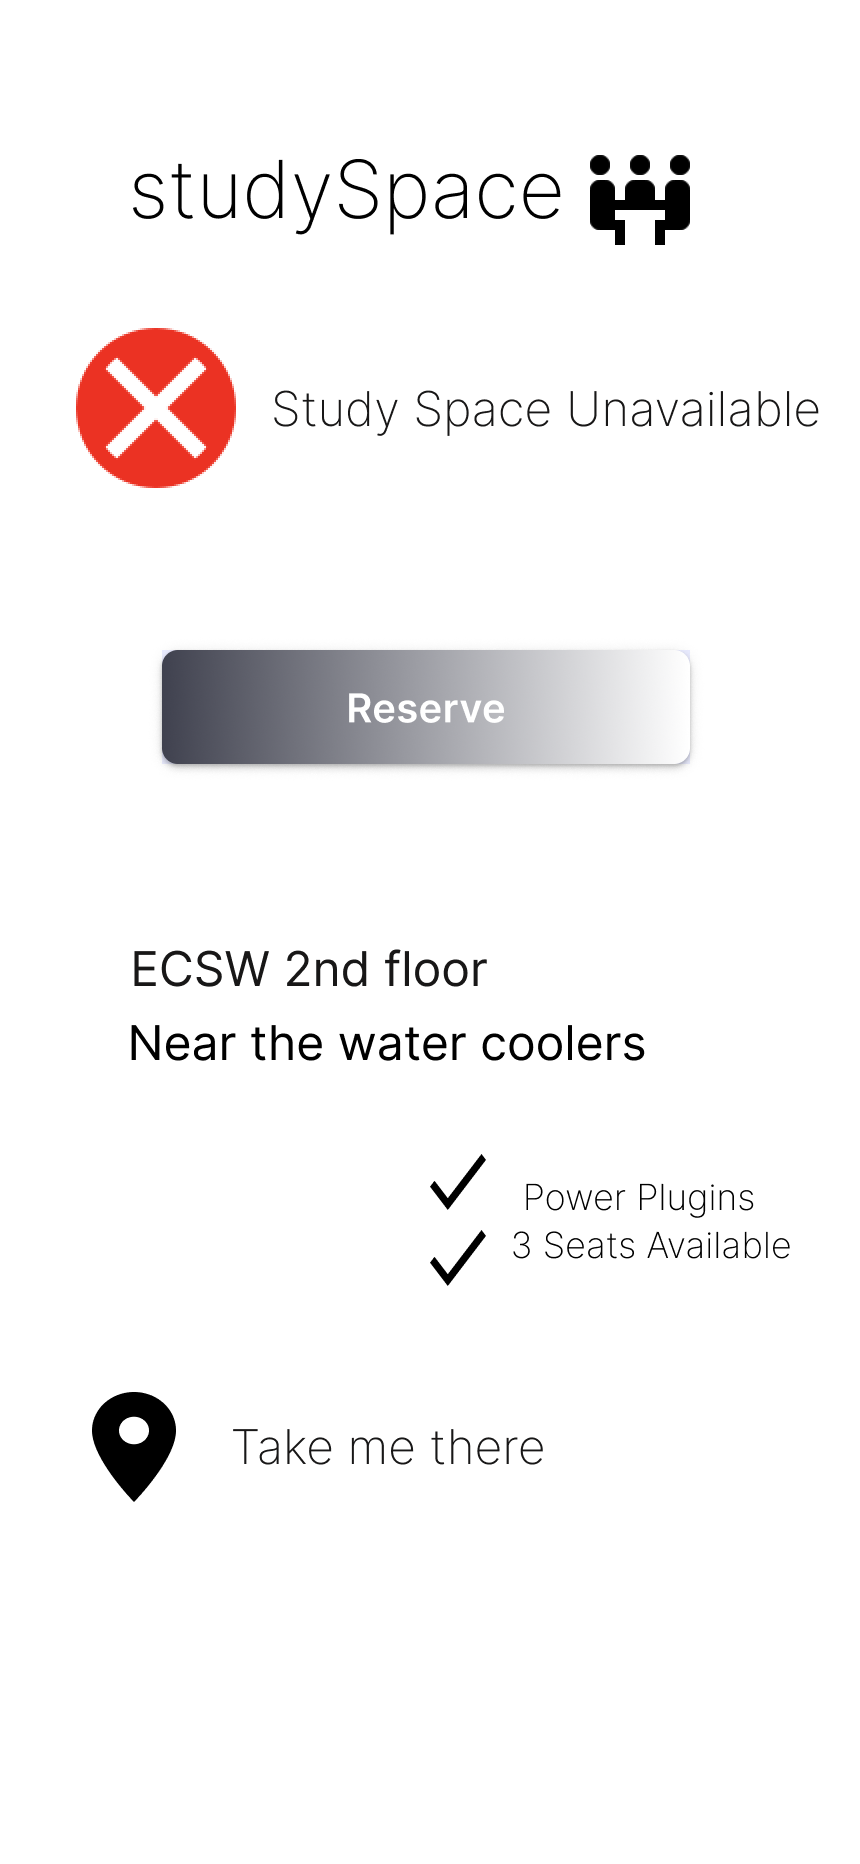 studySpace
Study Space Unavailable
Reserve
ECSW 2nd floor
Near the water coolers
Power Plugins
3 Seats Available
Take me there